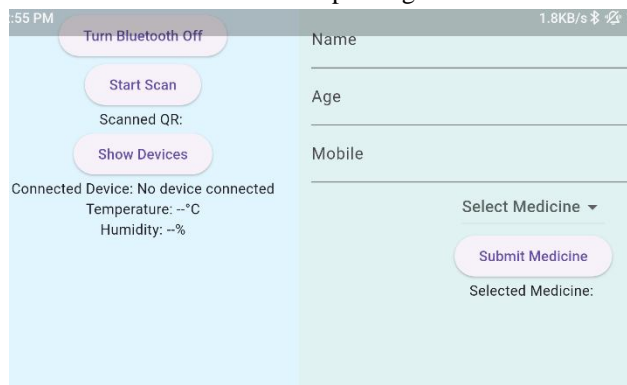 :55 PM
1.8KB/s
Turn Bluetooth Off
Start Scan
Scanned QR:
Show Devices
Connected Device: No device connected
Temperature: --°C
Humidity: --%
Name
Age
Mobile
Select Medicine
Submit Medicine
Selected Medicine: